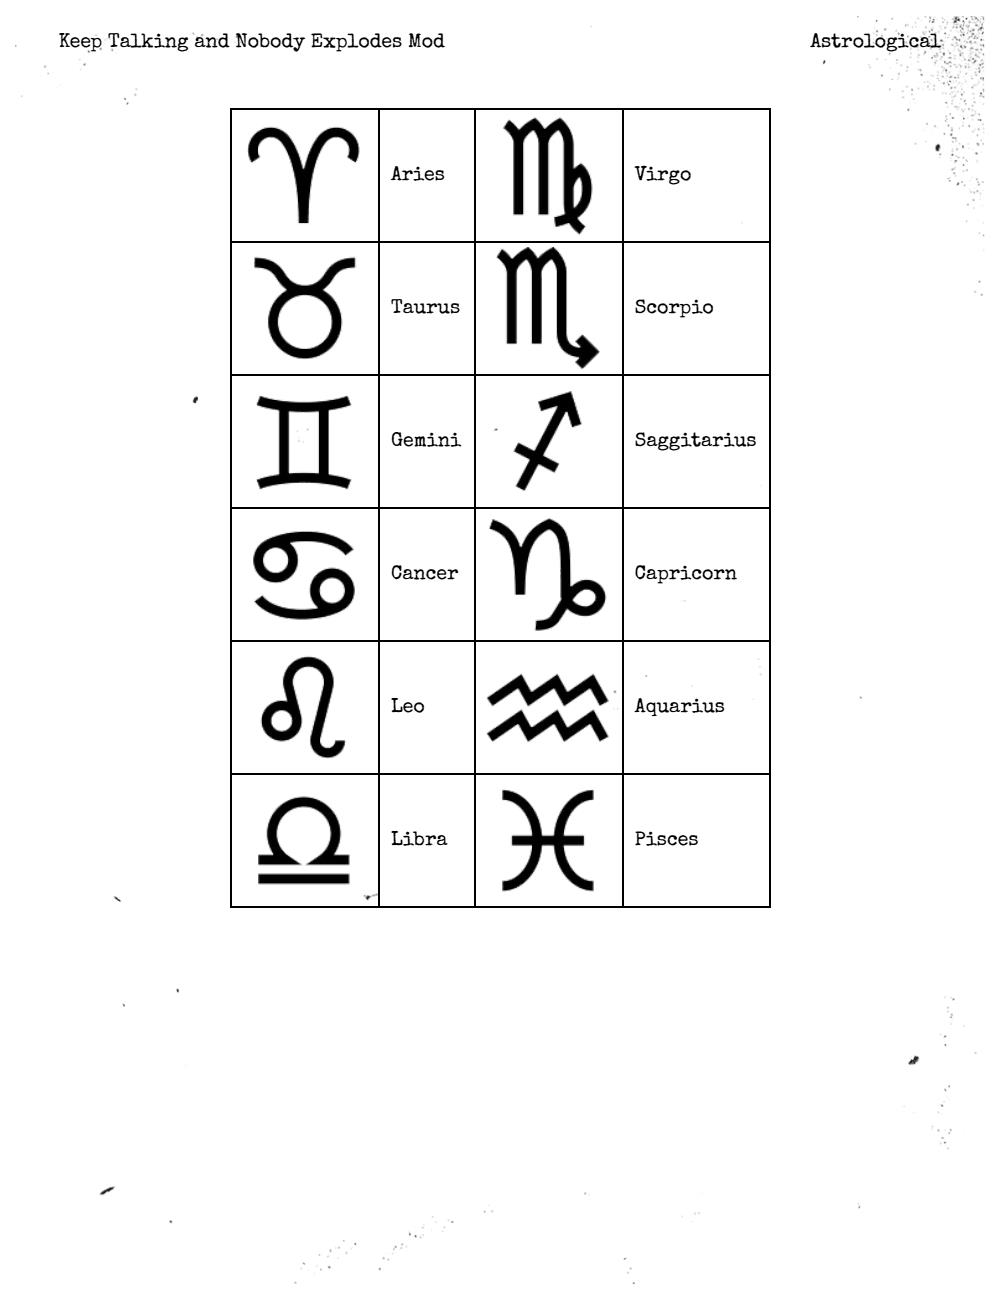 Keep Talking and Nobody Explodes Mod Astrological
♈ Aries ♍ Virgo
♉ Taurus ♏ Scorpio
♊ Gemini ♐ Saggitarius
♋ Cancer ♑ Capricorn
♌ Leo ♒ Aquarius
♎ Libra ♓ Pisces